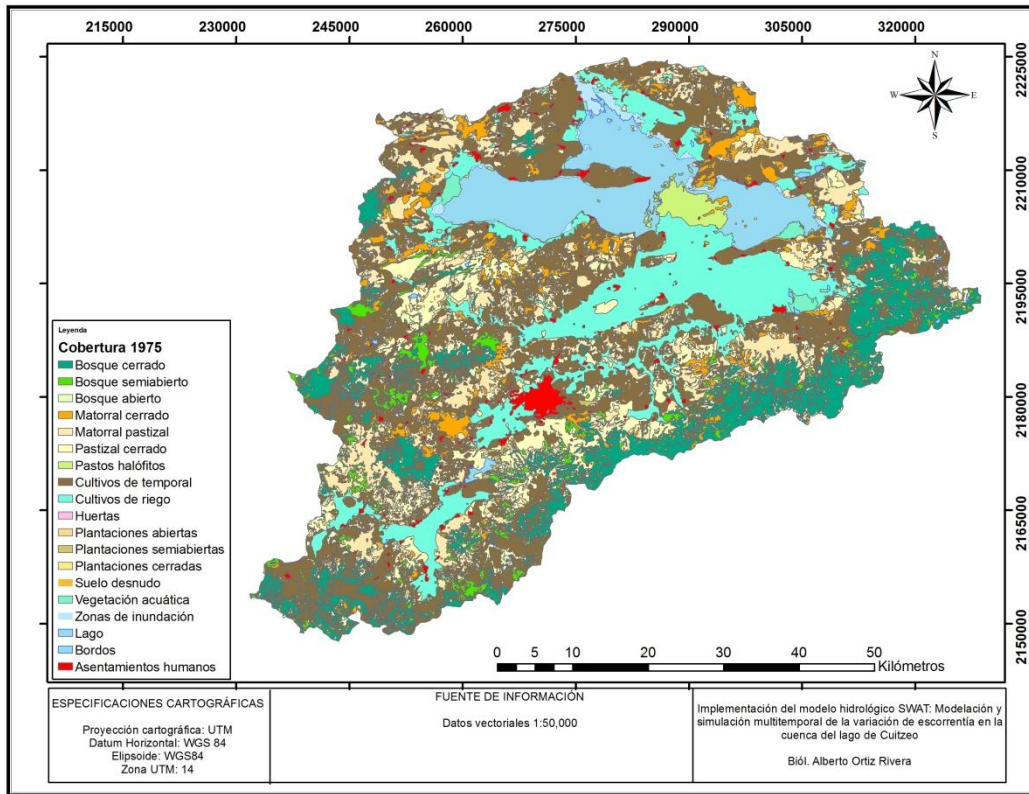 215000 230000 245000 260000 275000 290000 305000 320000
N
W E
S
2225000
2210000
2195000
2180000
2165000
2150000
Leyenda
Cobertura 1975
Bosque cerrado
Bosque semiabierto
Bosque abierto
Matorral cerrado
Matorral pastizal
Pastizal cerrado
Pastos halófitos
Cultivos de temporal
Cultivos de riego
Huertas
Plantaciones abiertas
Plantaciones semiabiertas
Plantaciones cerradas
Suelo desnudo
Vegetación acuática
Zonas de inundación
Lago
Bordos
Asentamientos humanos
0 5 10 20 30 40 50
Kilómetros
ESPECIFICACIONES CARTOGRÁFICAS
Proyección cartográfica: UTM
Datum Horizontal: WGS 84
Elipsoide: WGS84
Zona UTM: 14
FUENTE DE INFORMACIÓN
Datos vectoriales 1:50,000
Implementación del modelo hidrológico SWAT: Modelación y
simulación multitemporal de la variación de escorrentía en la
cuenca del lago de Cuitzeo
Biól. Alberto Ortiz Rivera